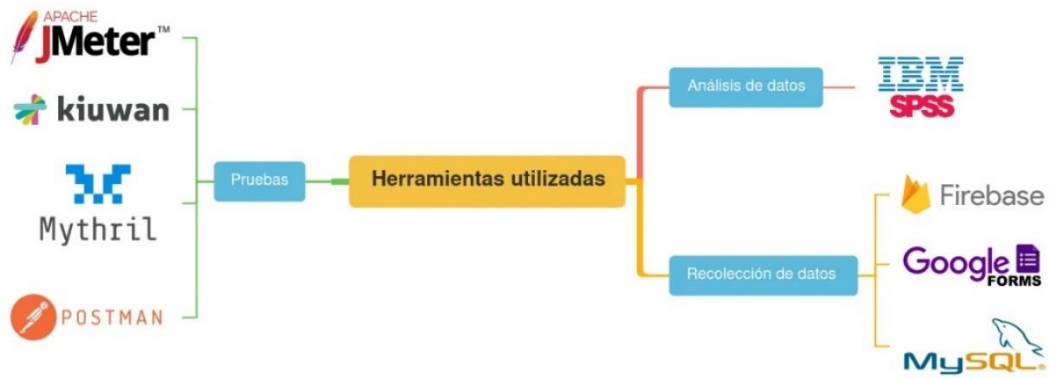 APACHE
JMeter™
kiuwan
Mythril
POSTMAN
Pruebas
Herramientas utilizadas
Análisis de datos
IBM
SPSS
Recolección de datos
Firebase
Google
FORMS
MySQL®